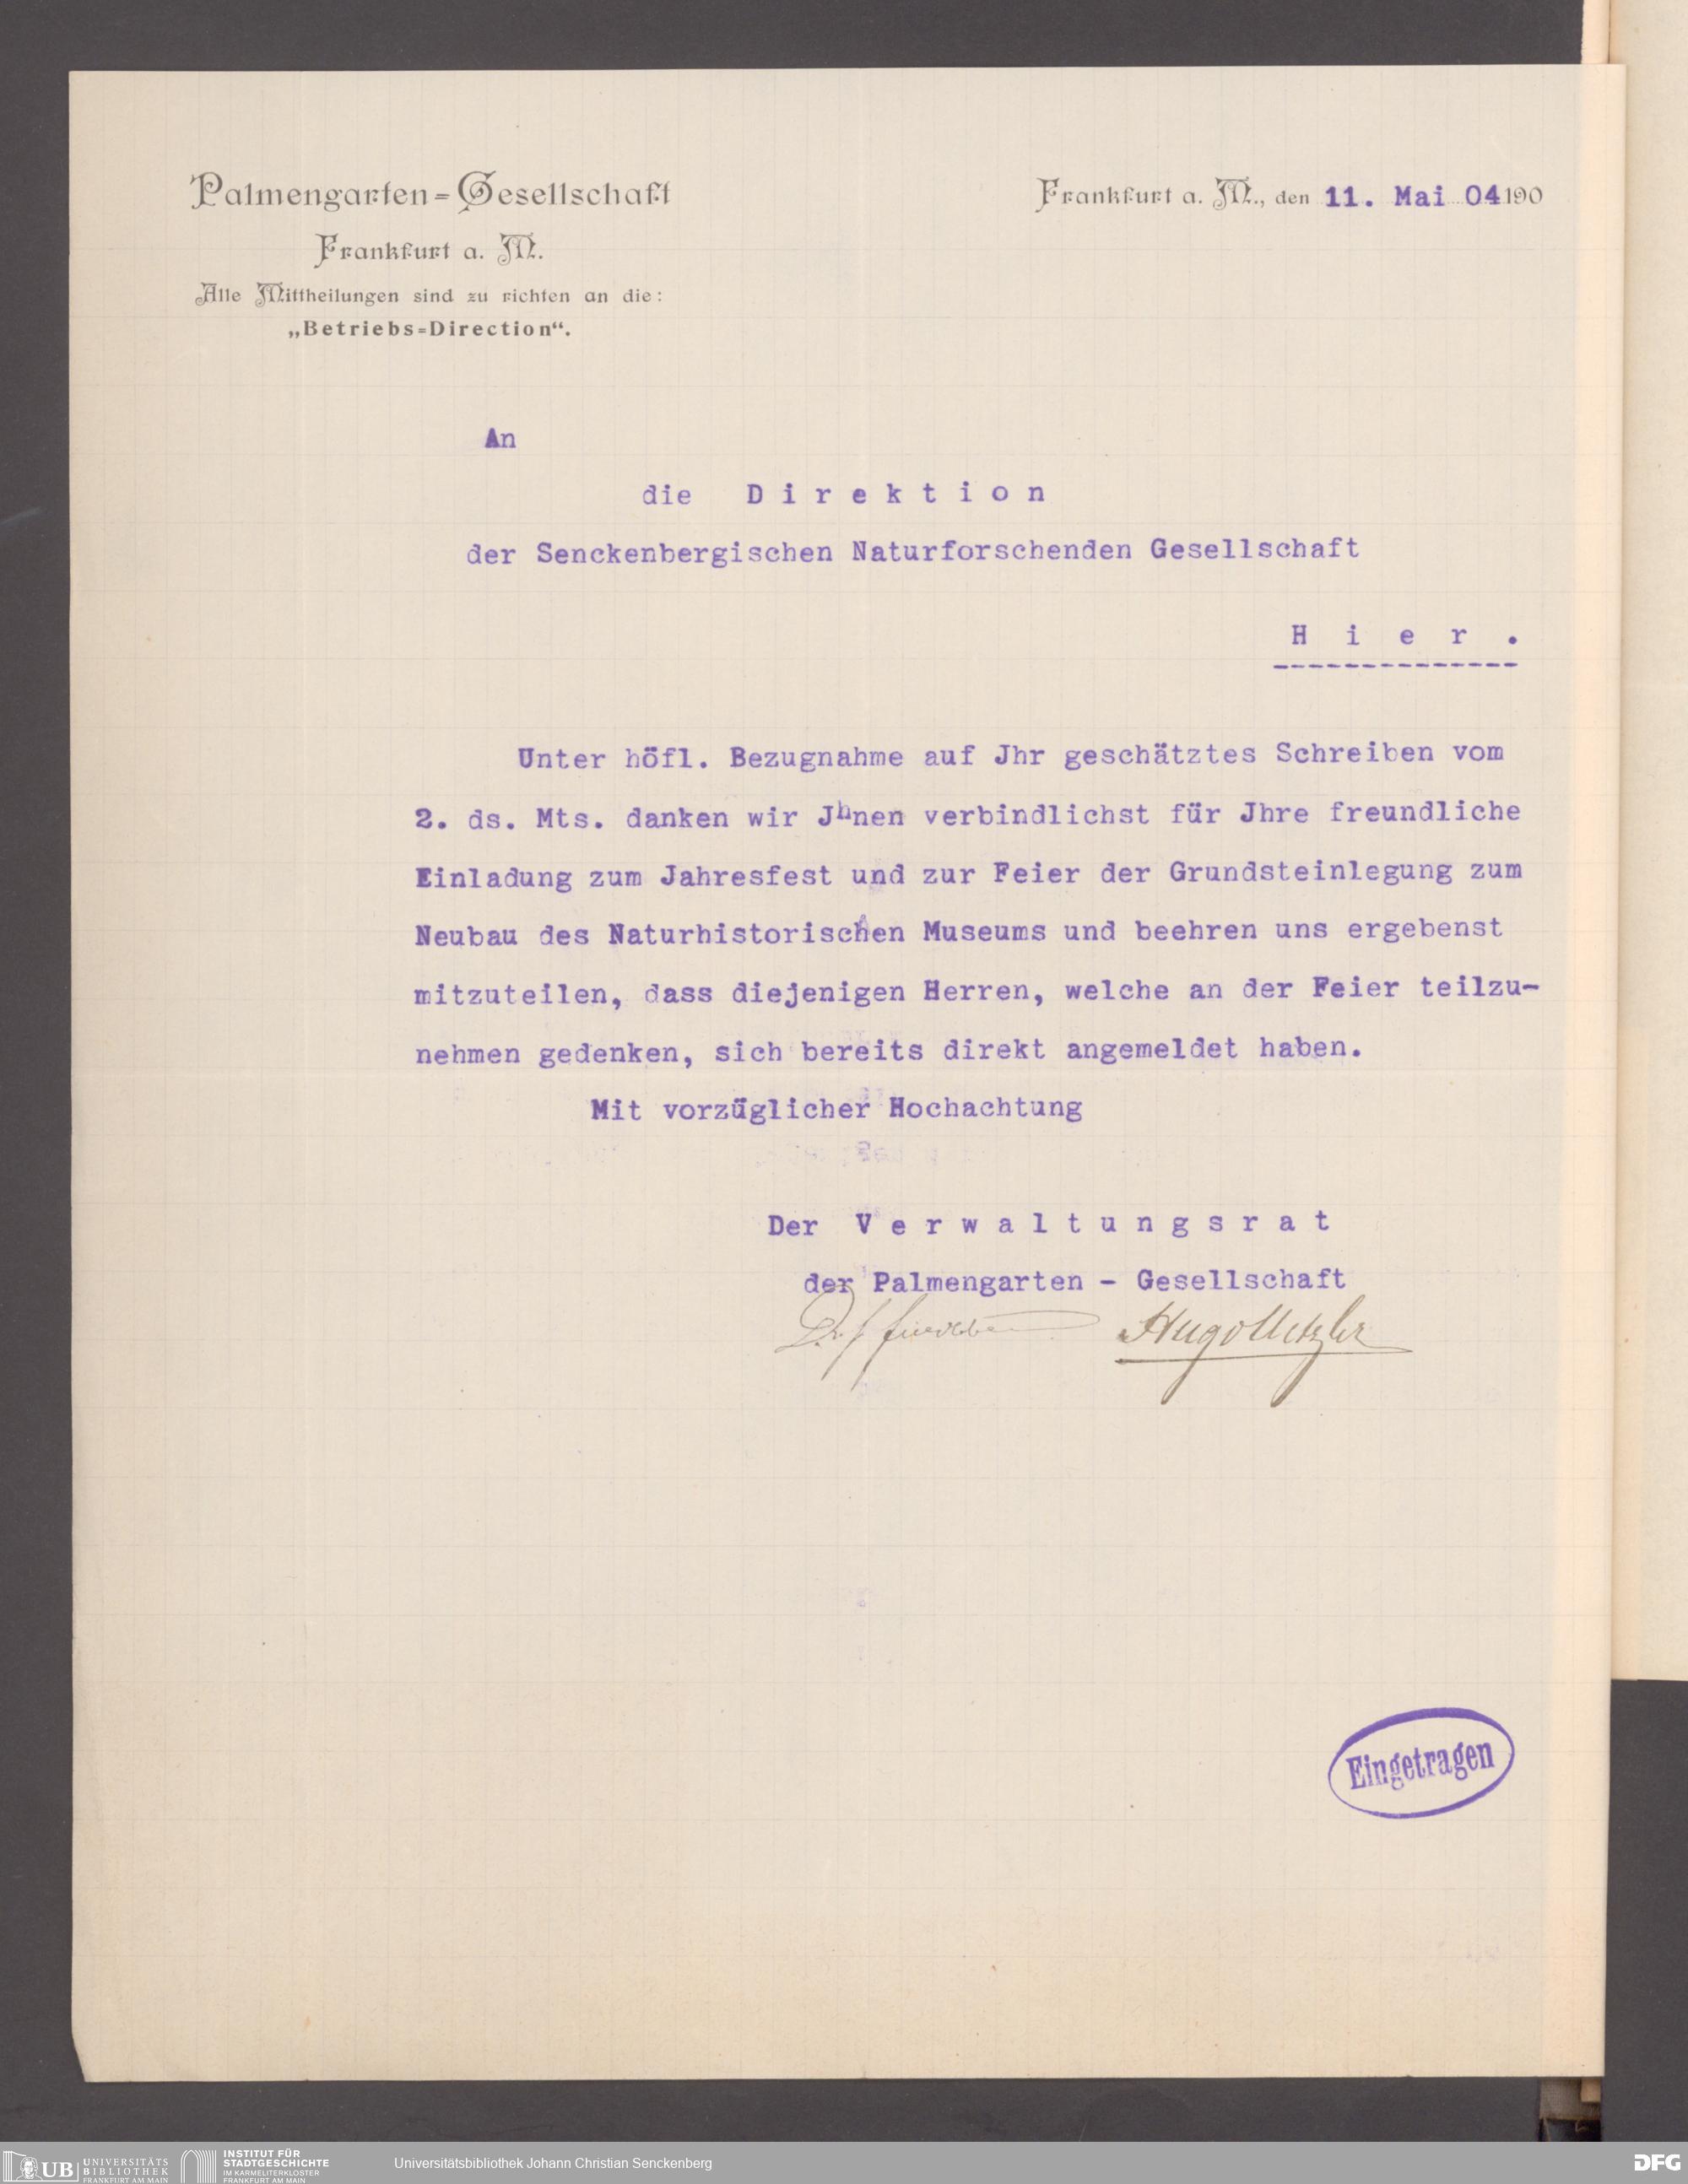 Palmengarten=Gesellschaft
Frankfurt a. M.
Alle Mittheilungen sind zu richten an die:
„Betriebs=Direction“.
Frankfurt a. M., den 11. Mai 04 190
An
die Direktion
der Senckenbergischen Naturforschenden Gesellschaft
Hier.
Unter höfl. Bezugnahme auf Jhr geschätztes Schreiben vom
2. ds. Mts. danken wir Jhnen verbindlichst für Jhre freundliche
Einladung zum Jahresfest und zur Feier der Grundsteinlegung zum
Neubau des Naturhistorischen Museums und beehren uns ergebenst
mitzuteilen, dass diejenigen Herren, welche an der Feier teilzu-
nehmen gedenken, sich bereits direkt angemeldet haben.
Mit vorzüglicher Hochachtung
Der Verwaltungsrat
der Palmengarten - Gesellschaft
Dr. Hugo Metzler
Eingetragen
UB UNIVERSITÄTS
BIBLIOTHEK
FRANKFURT AM MAIN
INSTITUT FÜR
STADTGESCHICHTE
IM KARMELITERKLOSTER
FRANKFURT AM MAIN
Universitätsbibliothek Johann Christian Senckenberg
DFG